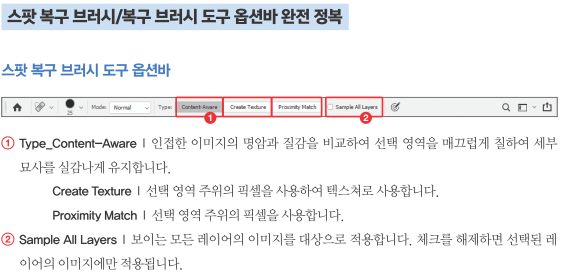 스팟 복구 브러시/복구 브러시 도구 옵션바 완전 정복
스팟 복구 브러시 도구 옵션바
25 Mode: Normal Type: Content-Aware Create Texture Proximity Match Sample All Layers
① ②
① Type_Content-Aware | 인접한 이미지의 명암과 질감을 비교하여 선택 영역을 매끄럽게 칠하여 세부
묘사를 실감나게 유지합니다.
Create Texture | 선택 영역 주위의 픽셀을 사용하여 텍스쳐로 사용합니다.
Proximity Match | 선택 영역 주위의 픽셀을 사용합니다.
② Sample All Layers | 보이는 모든 레이어의 이미지를 대상으로 적용합니다. 체크를 해제하면 선택된 레
이어의 이미지에만 적용됩니다.